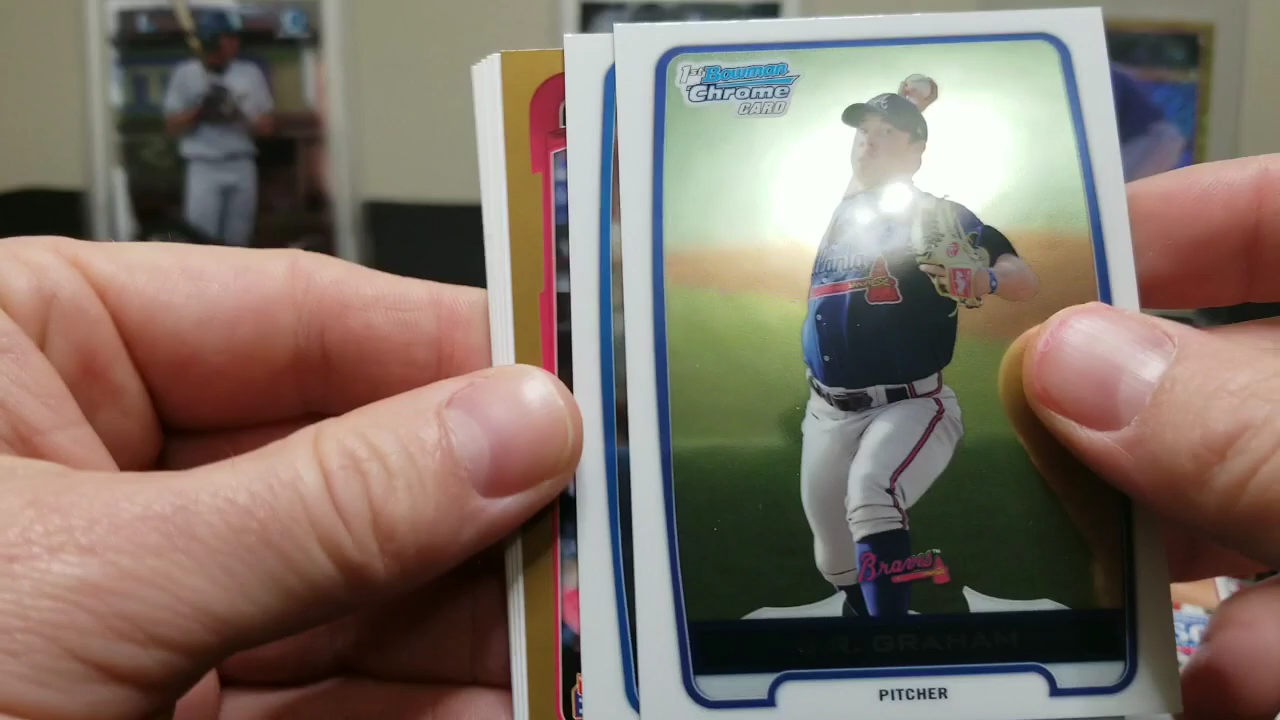 1st Bowman
Chrome
CARD
Atlanta
Braves
J.R. GRAHAM
PITCHER